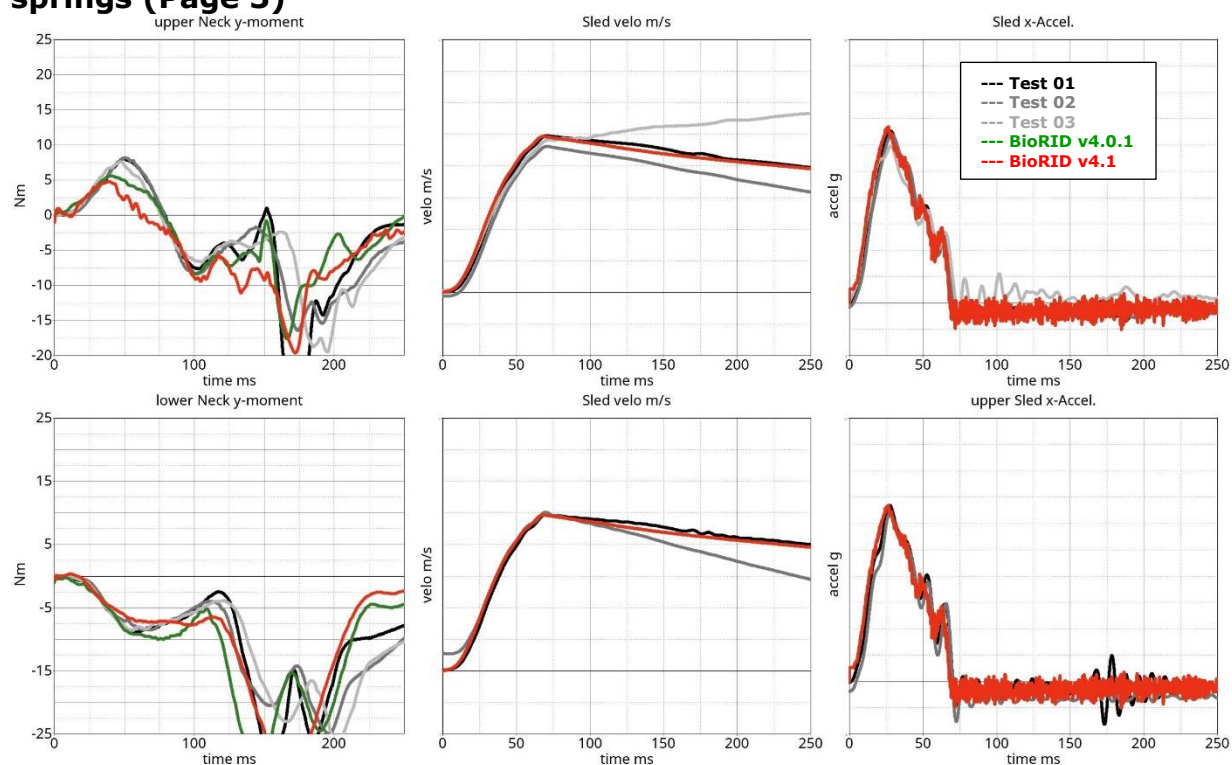 springs (Page 5)
upper Neck y-moment
25
20
15
10
5
0
-5
-10
-15
-20
Nm
100
200
time ms
Sled velo m/s
velo m/s
0
50
100
150
200
250
time ms
Sled x-Accel.
accel g
--- Test 01
--- Test 02
--- Test 03
--- BioRID v4.0.1
--- BioRID v4.1
0
50
100
150
200
250
time ms
lower Neck y-moment
25
15
5
-5
-15
-25
Nm
0
100
200
time ms
Sled velo m/s
velo m/s
0
50
100
150
200
250
time ms
upper Sled x-Accel.
accel g
0
50
100
150
200
250
time ms